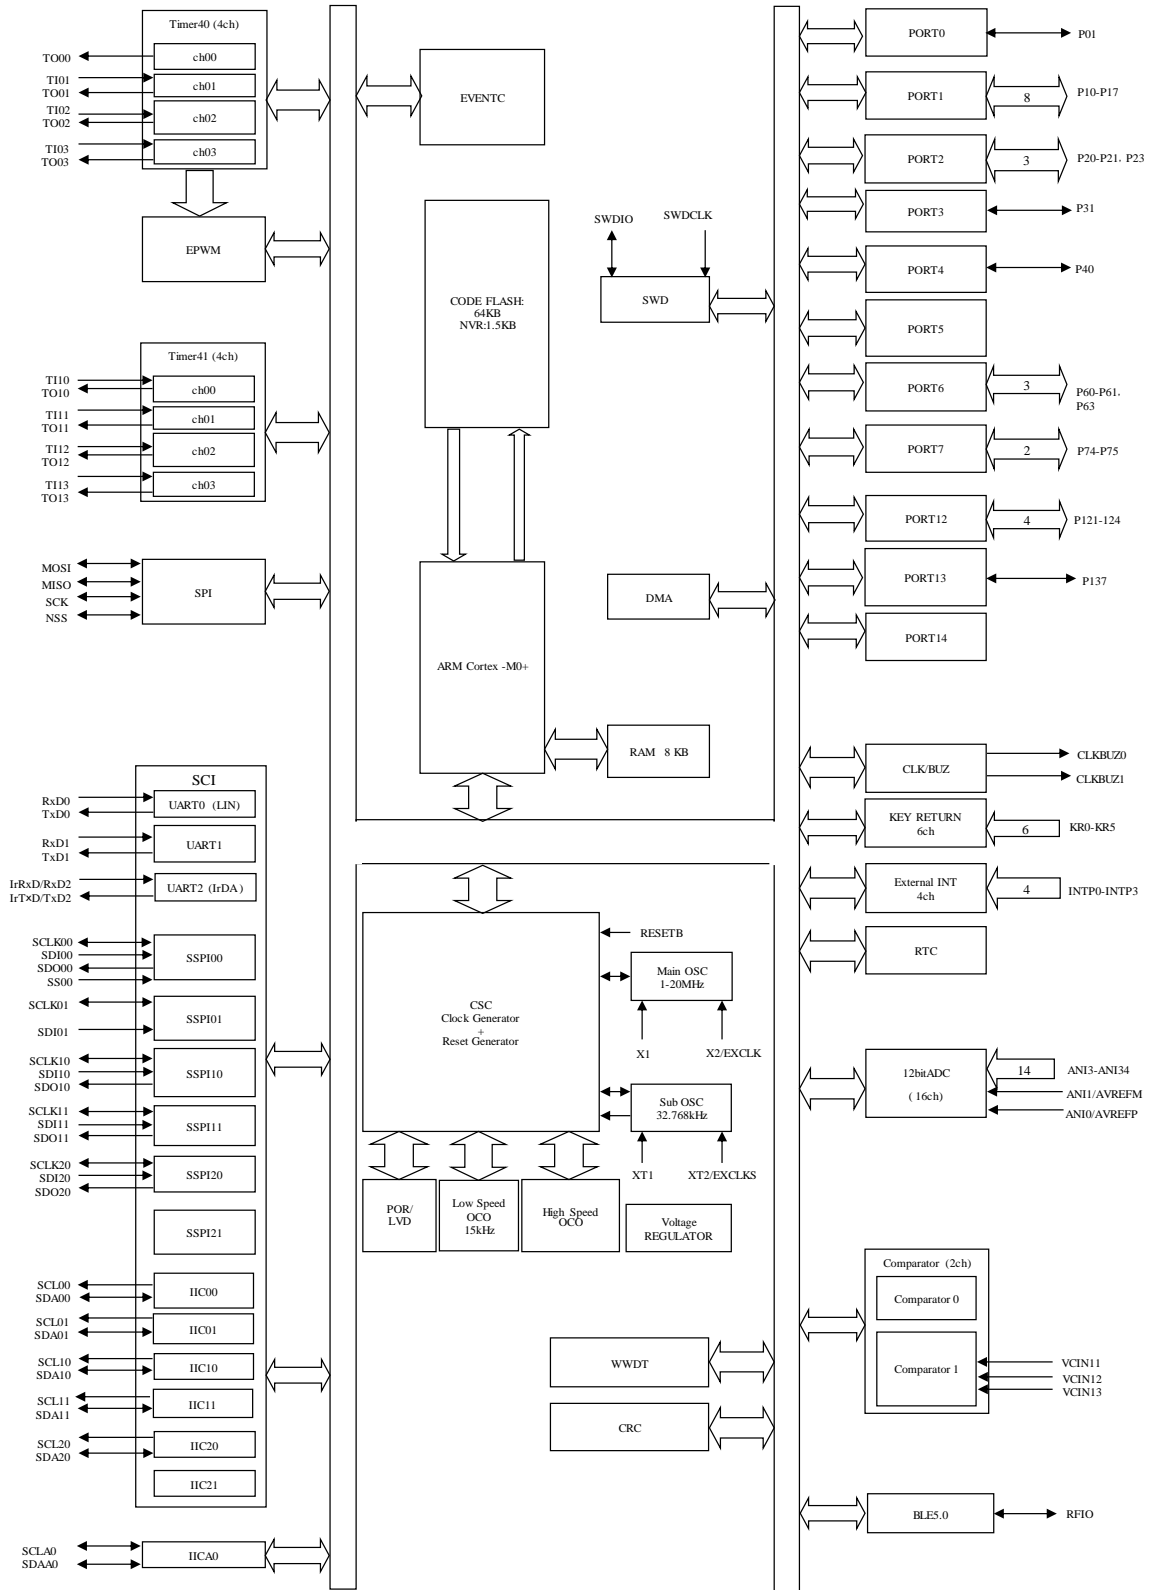 Timer40 (4ch)
TO00
ch00
TI01
TO01
ch01
TI02
TO02
ch02
TI03
TO03
ch03
EPWM
Timer41 (4ch)
TI10
TO10
ch00
TI11
TO11
ch01
TI12
TO12
ch02
TI13
TO13
ch03
MOSI
MISO
SCK
NSS
SPI
SCI
RxD0
TxD0
UART0 (LIN)
RxD1
TxD1
UART1
IrRxD/RxD2
IrTxD/TxD2
UART2 (IrDA)
SCLK00
SDI00
SDO00
SS00
SSPI00
SCLK01
SDI01
SSPI01
SCLK10
SDI10
SDO10
SSPI10
SCLK11
SDI11
SDO11
SSPI11
SCLK20
SDI20
SDO20
SSPI20
SSPI21
SCL00
SDA00
IIC00
SCL01
SDA01
IIC01
SCL10
SDA10
IIC10
SCL11
SDA11
IIC11
SCL20
SDA20
IIC20
IIC21
SCLA0
SDAA0
IICA0
EVENTC
CODE FLASH:
64KB
NVR:1.5KB
SWDIO
SWDCLK
SWD
ARM Cortex -M0+
DMA
RAM 8 KB
CSC
Clock Generator
+
Reset Generator
RESETB
Main OSC
1-20MHz
X1
X2/EXCLK
Sub OSC
32.768kHz
XT1
XT2/EXCLKS
POR/
LVD
Low Speed
OCO
15kHz
High Speed
OCO
Voltage
REGULATOR
WWDT
CRC
PORT0
P01
PORT1
8
P10-P17
PORT2
3
P20-P21, P23
PORT3
P31
PORT4
P40
PORT5
PORT6
3
P60-P61,
P63
PORT7
2
P74-P75
PORT12
4
P121-124
PORT13
P137
PORT14
CLK/BUZ
CLKBUZ0
CLKBUZ1
KEY RETURN
6ch
6
KR0-KR5
External INT
4ch
4
INTP0-INTP3
RTC
12bitADC
( 16ch)
14
ANI3-ANI34
ANI1/AVREFM
ANI0/AVREFP
Comparator (2ch)
Comparator 0
Comparator 1
VCIN11
VCIN12
VCIN13
BLE5.0
RFIO